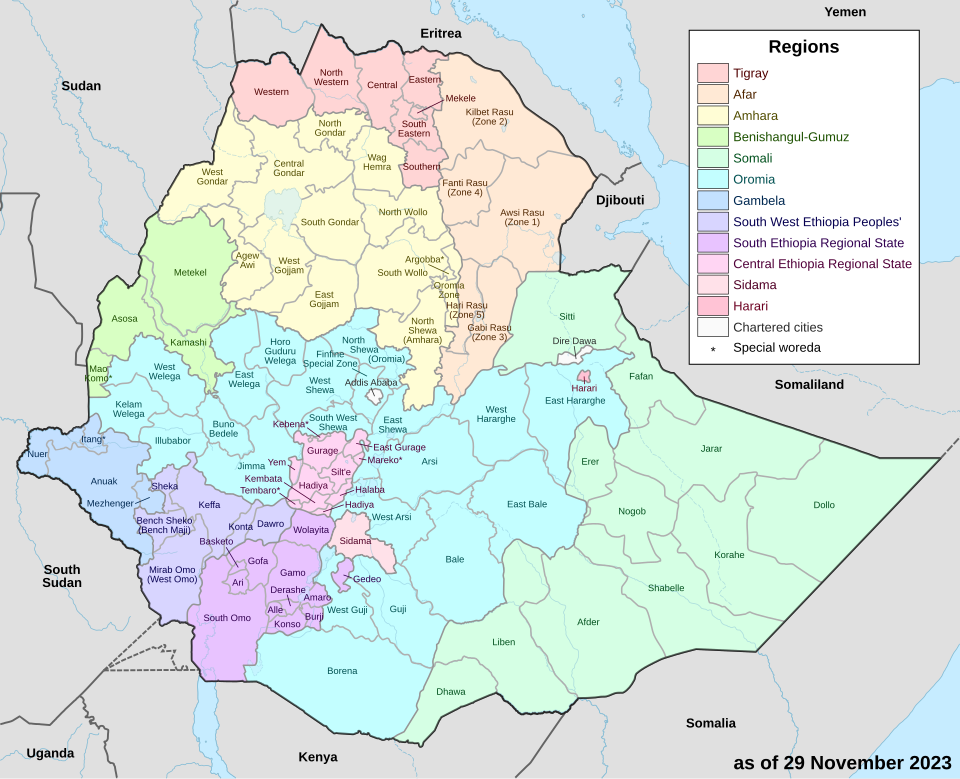 Yemen
Eritrea
Regions
Sudan
Tigray
Afar
Amhara
Benishangul-Gumuz
Somali
Oromia
Gambela
South West Ethiopia Peoples'
South Ethiopia Regional State
Central Ethiopia Regional State
Sidama
Harari
Chartered cities
* Special woreda
Western
North
Western
Central
Eastern
Mekele
South
Eastern
Southern
Kilbet Rasu
(Zone 2)
Fanti Rasu
(Zone 4)
Awsi Rasu
(Zone 1)
Hari Rasu
(Zone 5)
Gabi Rasu
(Zone 3)
Djibouti
North
Gondar
Wag
Hemra
Central
Gondar
West
Gondar
South Gondar
North Wollo
Agew
Awi
West
Gojjam
Argobba*
South Wollo
Oromia
Zone
East
Gojjam
North
Shewa
(Amhara)
Metekel
Asosa
Kamashi
Mao
Komo*
Sitti
Dire Dawa
Harari
East Hararghe
Fafan
Somaliland
Jarar
Erer
Nogob
Dollo
Korahe
Shabelle
Afder
Liben
Dhawa
West
Welega
Kelam
Welega
East
Welega
Horo
Guduru
Welega
Finfine
Special Zone
North
Shewa
(Oromia)
West
Shewa
Addis Ababa
South West
Shewa
East
Shewa
West
Hararghe
Illubabor
Buno
Bedele
Jimma
Arsi
West Arsi
East Bale
Bale
Guji
West Guji
Borena
Kebena*
Gurage
East Gurage
Mareko*
Yem
Silt'e
Kembata
Hadiya
Halaba
Tembaro*
Hadiya
Sidama
Itang*
Nuer
Anuak
Mezhenger
Sheka
Keffa
Bench Sheko
(Bench Maji)
Konta
Dawro
Mirab Omo
(West Omo)
Basketo
Wolayita
Gofa
Gamo
Ari
Gedeo
Derashe
Amaro
Alle
Burji
Konso
South Omo
South
Sudan
Uganda
Kenya
Somalia
as of 29 November 2023